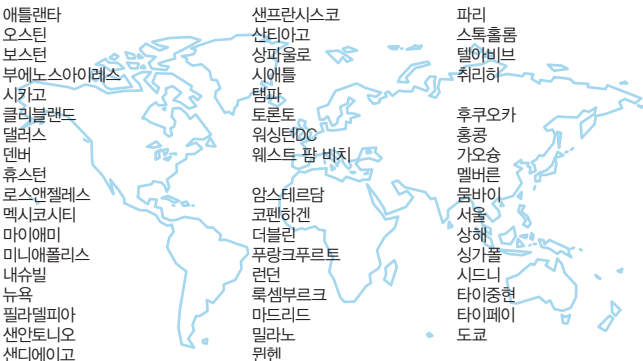 애틀랜타
오스틴
보스턴
부에노스아이레스
시카고
클리블랜드
댈러스
덴버
휴스턴
로스앤젤레스
멕시코시티
마이애미
미니애폴리스
내슈빌
뉴욕
필라델피아
샌안토니오
샌디에이고
샌프란시스코
산티아고
상파울로
시애틀
탬파
토론토
워싱턴DC
웨스트 팜 비치
암스테르담
코펜하겐
더블린
푸랑크푸르트
런던
룩셈부르크
마드리드
밀라노
뮌헨
파리
스톡홀롬
텔아비브
취리히
후쿠오카
홍콩
가오슝
멜버른
뭄바이
서울
상해
싱가폴
시드니
타이중현
타이페이
도쿄